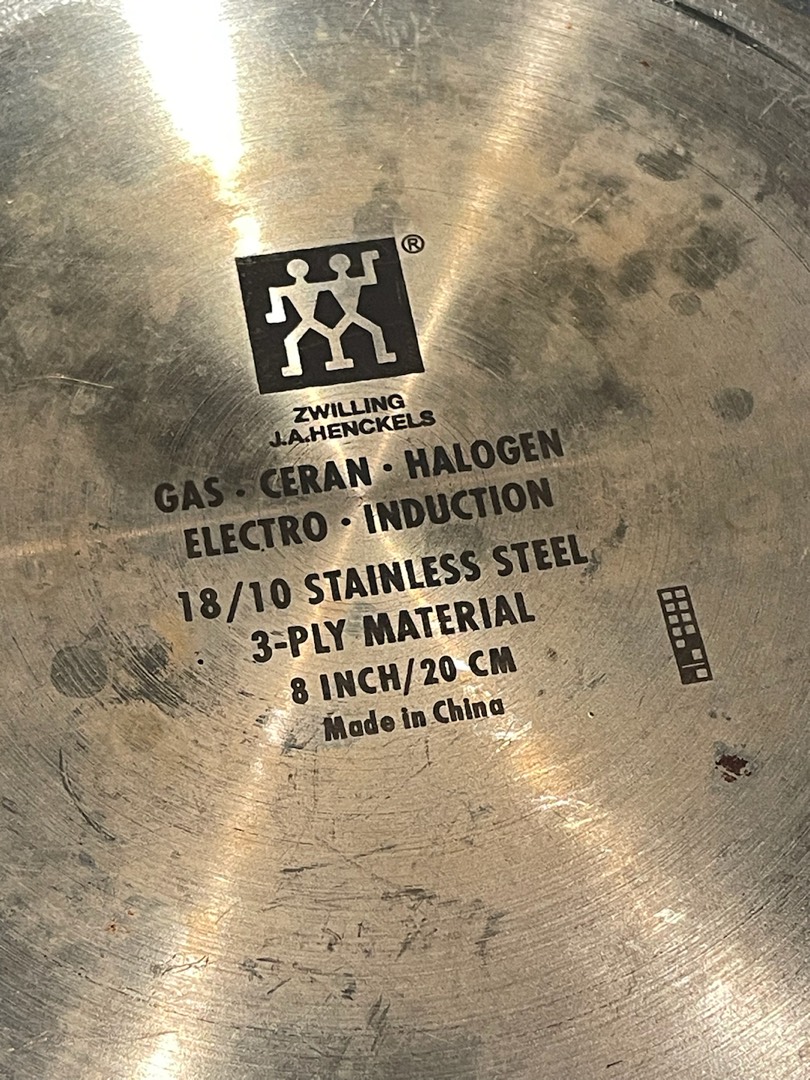 ®
ZWILLING
J.A.HENCKELS
GAS · CERAN · HALOGEN
ELECTRO · INDUCTION
18/10 STAINLESS STEEL
3-PLY MATERIAL
8 INCH/20 CM
Made in China